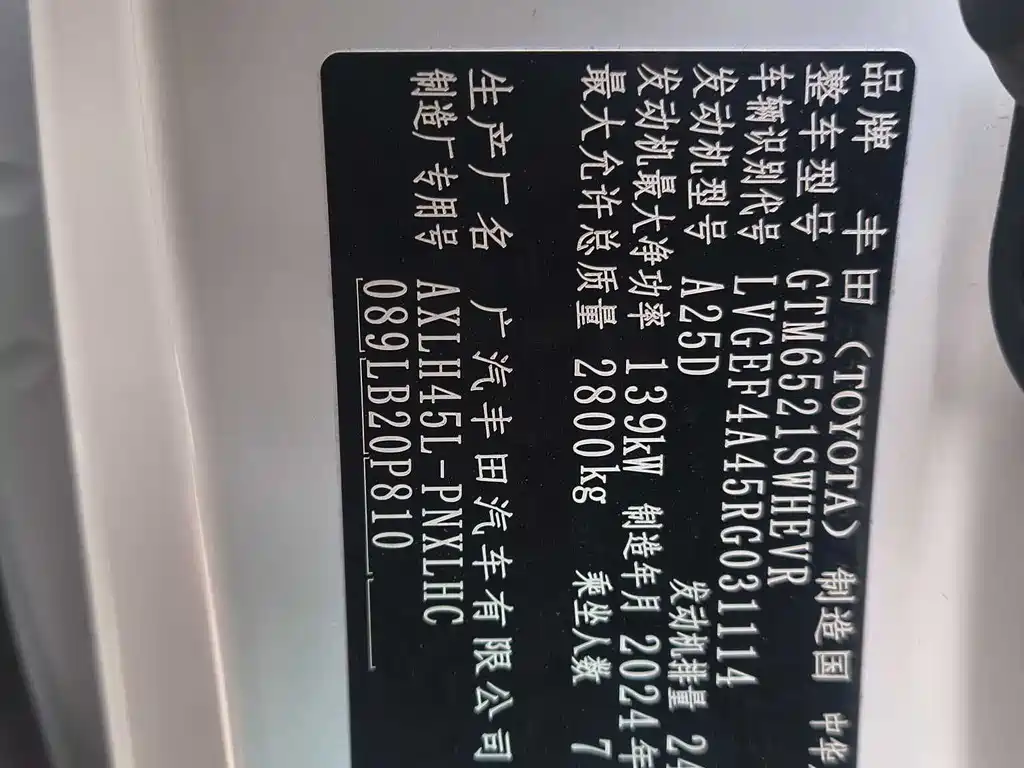 品牌 丰田（TOYOTA） 制造国 中华
整车型号 GTM6521SWHEVR
车辆识别代号 LVGEF4A45RG031114
发动机型号 A25D 发动机排量 24
发动机最大净功率 139kW 制造年月 2024年
最大允许总质量 2800kg 乘坐人数 7
生产厂名 广汽丰田汽车有限公司
制造厂专用号 AXLH45L-PNXLHC
089LB20P810